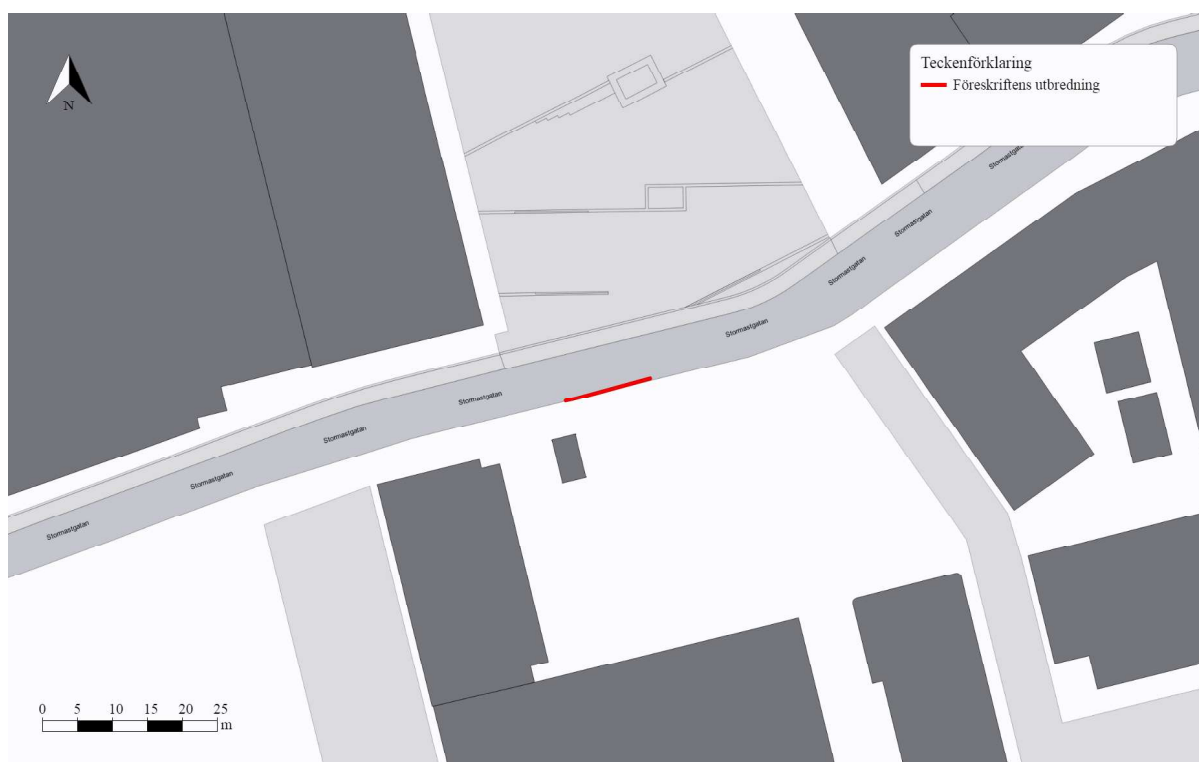 N
Teckenförklaring
Föreskriftens utbredning
Stormastgatan
Stormastgatan
Stormastgatan
Stormastgatan
Stormastgatan
Stormastgatan
Stormastgatan
Stormastgatan
Stormastgatan
0 5 10 15 20 25
m